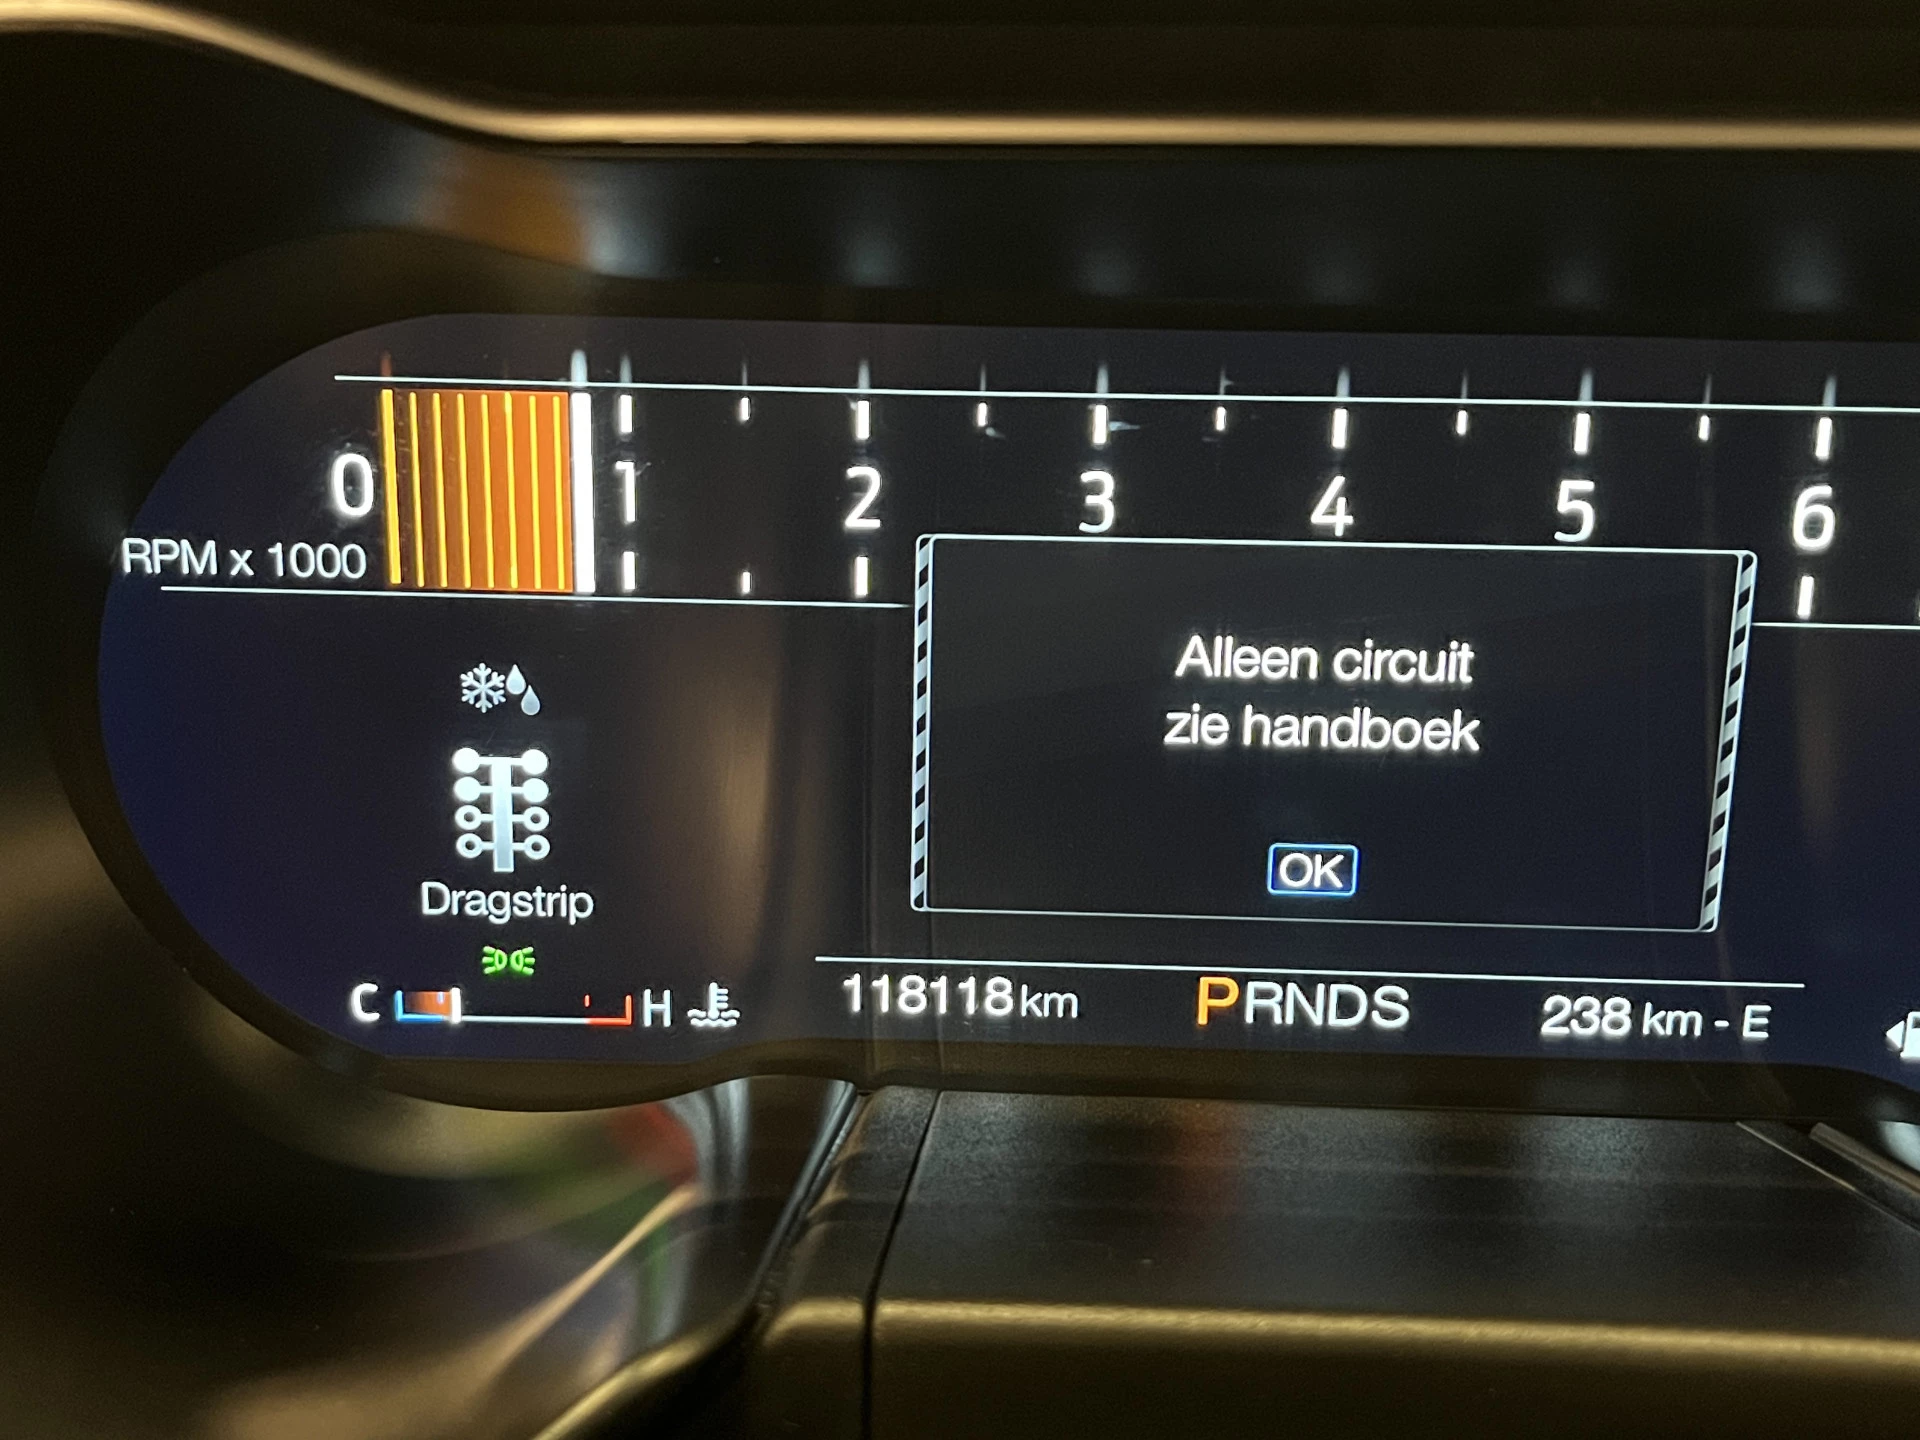 0 1 2 3 4 5 6
RPM x 1000
Alleen circuit
zie handboek
OK
Dragstrip
C H
118118 km
PRNDS
238 km - E